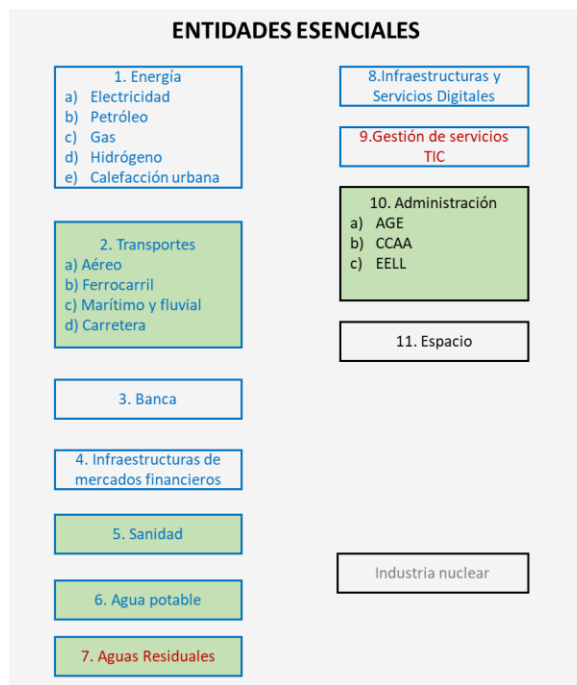 ENTIDADES ESENCIALES
1. Energía
a) Electricidad
b) Petróleo
c) Gas
d) Hidrógeno
e) Calefacción urbana
2. Transportes
a) Aéreo
b) Ferrocarril
c) Marítimo y fluvial
d) Carretera
3. Banca
4. Infraestructuras de
mercados financieros
5. Sanidad
6. Agua potable
7. Aguas Residuales
8.Infraestructuras y
Servicios Digitales
9.Gestión de servicios
TIC
10. Administración
a) AGE
b) CCAA
c) EELL
11. Espacio
Industria nuclear